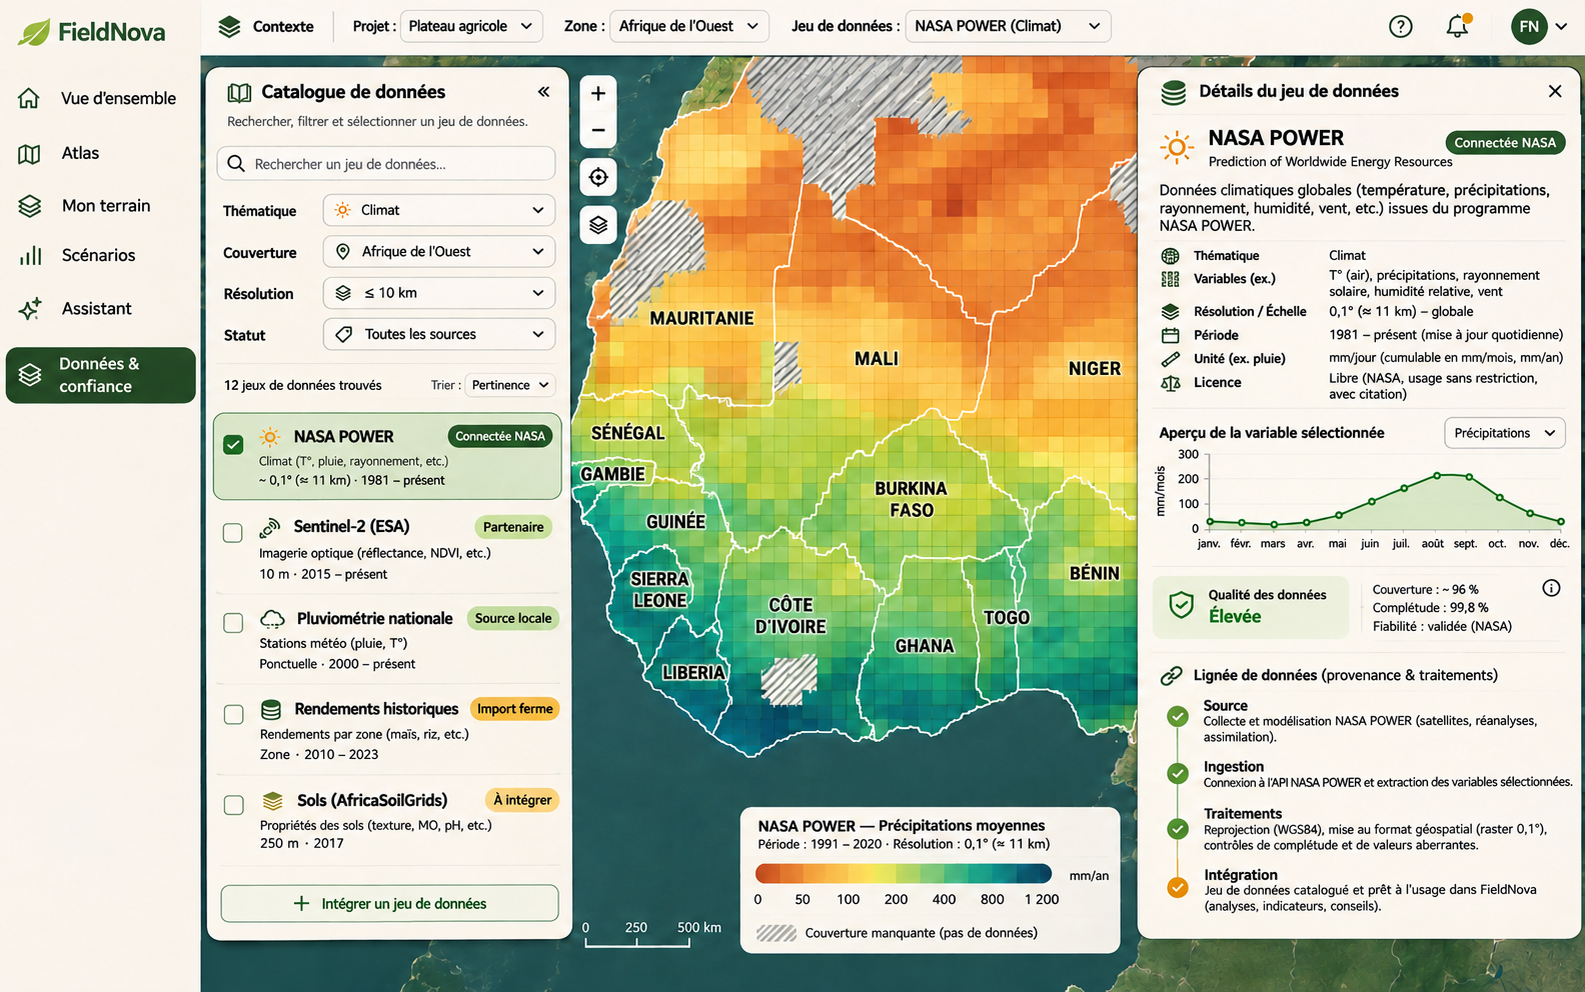 FieldNova
Vue d'ensemble
Atlas
Mon terrain
Scénarios
Assistant
Données &
confiance
Contexte
Projet : Plateau agricole
Zone : Afrique de l'Ouest
Jeu de données : NASA POWER (Climat)
FN
Catalogue de données
Rechercher, filtrer et sélectionner un jeu de données.
Rechercher un jeu de données...
Thématique Climat
Couverture Afrique de l'Ouest
Résolution ≤ 10 km
Statut Toutes les sources
12 jeux de données trouvés
Trier : Pertinence
NASA POWER Connectée NASA
Climat (T°, pluie, rayonnement, etc.)
~ 0,1° (≈ 11 km) · 1981 – présent
Sentinel-2 (ESA) Partenaire
Imagerie optique (réflectance, NDVI, etc.)
10 m · 2015 – présent
Pluviométrie nationale Source locale
Stations météo (pluie, T°)
Ponctuelle · 2000 – présent
Rendements historiques Import ferme
Rendements par zone (maïs, riz, etc.)
Zone · 2010 – 2023
Sols (AfricaSoilGrids) À intégrer
Propriétés des sols (texture, MO, pH, etc.)
250 m · 2017
+ Intégrer un jeu de données
MAURITANIE
MALI
NIGER
SÉNÉGAL
GAMBIE
GUINÉE
BURKINA
FASO
SIERRA
LEONE
CÔTE
D'IVOIRE
BÉNIN
TOGO
GHANA
LIBERIA
0 250 500 km
NASA POWER — Précipitations moyennes
Période : 1991 – 2020 · Résolution : 0,1° (≈ 11 km)
mm/an
0 50 100 200 400 800 1 200
Couverture manquante (pas de données)
Détails du jeu de données
NASA POWER
Connectée NASA
Prediction of Worldwide Energy Resources
Données climatiques globales (température, précipitations,
rayonnement, humidité, vent, etc.) issues du programme
NASA POWER.
Thématique Climat
Variables (ex.) T° (air), précipitations, rayonnement
solaire, humidité relative, vent
Résolution / Échelle 0,1° (≈ 11 km) – globale
Période 1981 – présent (mise à jour quotidienne)
Unité (ex. pluie) mm/jour (cumulable en mm/mois, mm/an)
Licence Libre (NASA, usage sans restriction,
avec citation)
Aperçu de la variable sélectionnée
Précipitations
mm/mois
300
200
100
0
janv. févr. mars avr. mai juin juil. août sept. oct. nov. déc.
Qualité des données
Élevée
Couverture : ~ 96 %
Complétude : 99,8 %
Fiabilité : validée (NASA)
Lignée de données (provenance & traitements)
Source
Collecte et modélisation NASA POWER (satellites, réanalyses,
assimilation).
Ingestion
Connexion à l'API NASA POWER et extraction des variables sélectionnées.
Traitements
Reprojection (WGS84), mise au format géospatial (raster 0,1°),
contrôles de complétude et de valeurs aberrantes.
Intégration
Jeu de données catalogué et prêt à l'usage dans FieldNova
(analyses, indicateurs, conseils).